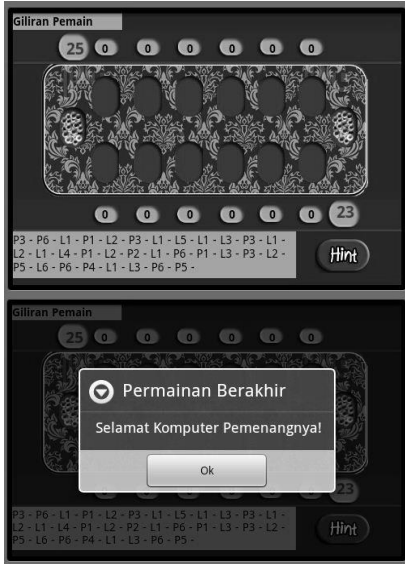 Giliran Pemain
25 0 0 0 0 0 0
0 0 0 0 0 0 23
P3 - P6 - L1 - P1 - L2 - P3 - L1 - L5 - L1 - L3 - P3 - L1 -
L2 - L1 - L4 - P1 - L2 - P2 - L1 - P6 - P1 - L3 - P3 - L2 -
P5 - L6 - P6 - P4 - L1 - L3 - P6 - P5 -
Hint
Giliran Pemain
25 0 0 0 0 0 0
Permainan Berakhir
Selamat Komputer Pemenangnya!
Ok
23
P3 - P6 - L1 - P1 - L2 - P3 - L1 - L5 - L1 - L3 - P3 - L1 -
L2 - L1 - L4 - P1 - L2 - P2 - L1 - P6 - P1 - L3 - P3 - L2 -
P5 - L6 - P6 - P4 - L1 - L3 - P6 - P5 -
Hint